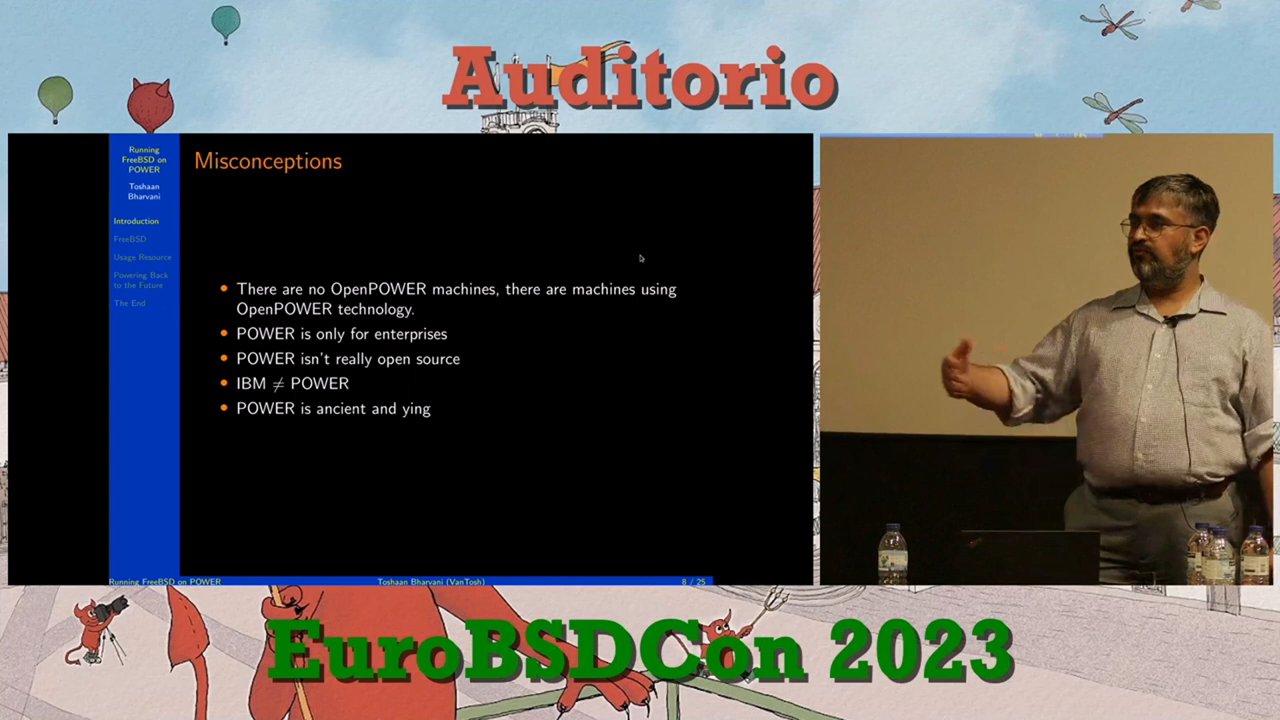 Auditorio
Running
FreeBSD on
POWER
Toshaan
Bharvani
Introduction
FreeBSD
Usage Resource
Powering Back
to the Future
The End
Misconceptions
There are no OpenPOWER machines, there are machines using
OpenPOWER technology.
POWER is only for enterprises
POWER isn't really open source
IBM ≠ POWER
POWER is ancient and ying
Running FreeBSD on POWER
Toshaan Bharvani (VanTosh)
8 / 25
EuroBSDCon 2023